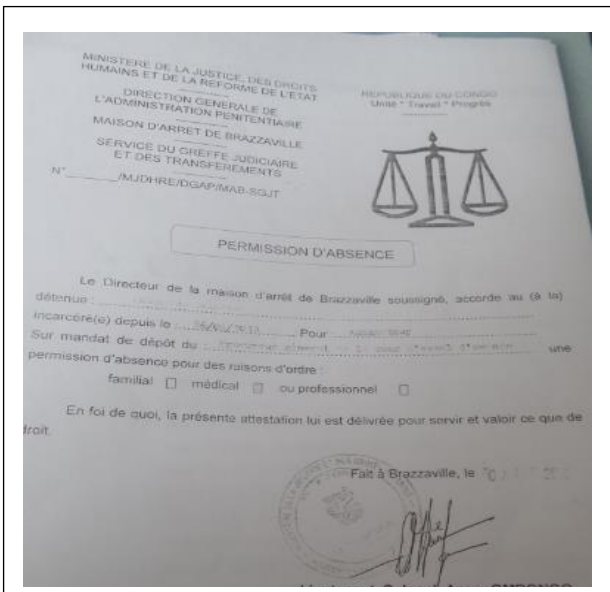 MINISTERE DE LA JUSTICE, DES DROITS
HUMAINS ET DE LA REFORME DE L'ETAT
DIRECTION GENERALE DE
L'ADMINISTRATION PENITENTIAIRE
MAISON D'ARRET DE BRAZZAVILLE
SERVICE DU GREFFE JUDICIAIRE
ET DES TRANSFEREMENTS
N° /MJDHRE/DGAP/MAB-SGJT
REPUBLIQUE DU CONGO
Unité * Travail * Progrès
PERMISSION D'ABSENCE
Le Directeur de la maison d'arrêt de Brazzaville soussigné, accorde au (à la)
détenue :
incarcéré(e) depuis le Pour
Sur mandat de dépôt du une
permission d'absence pour des raisons d'ordre :
familial médical ou professionnel
En foi de quoi, la présente attestation lui est délivrée pour servir et valoir ce que de
droit.
Fait à Brazzaville, le